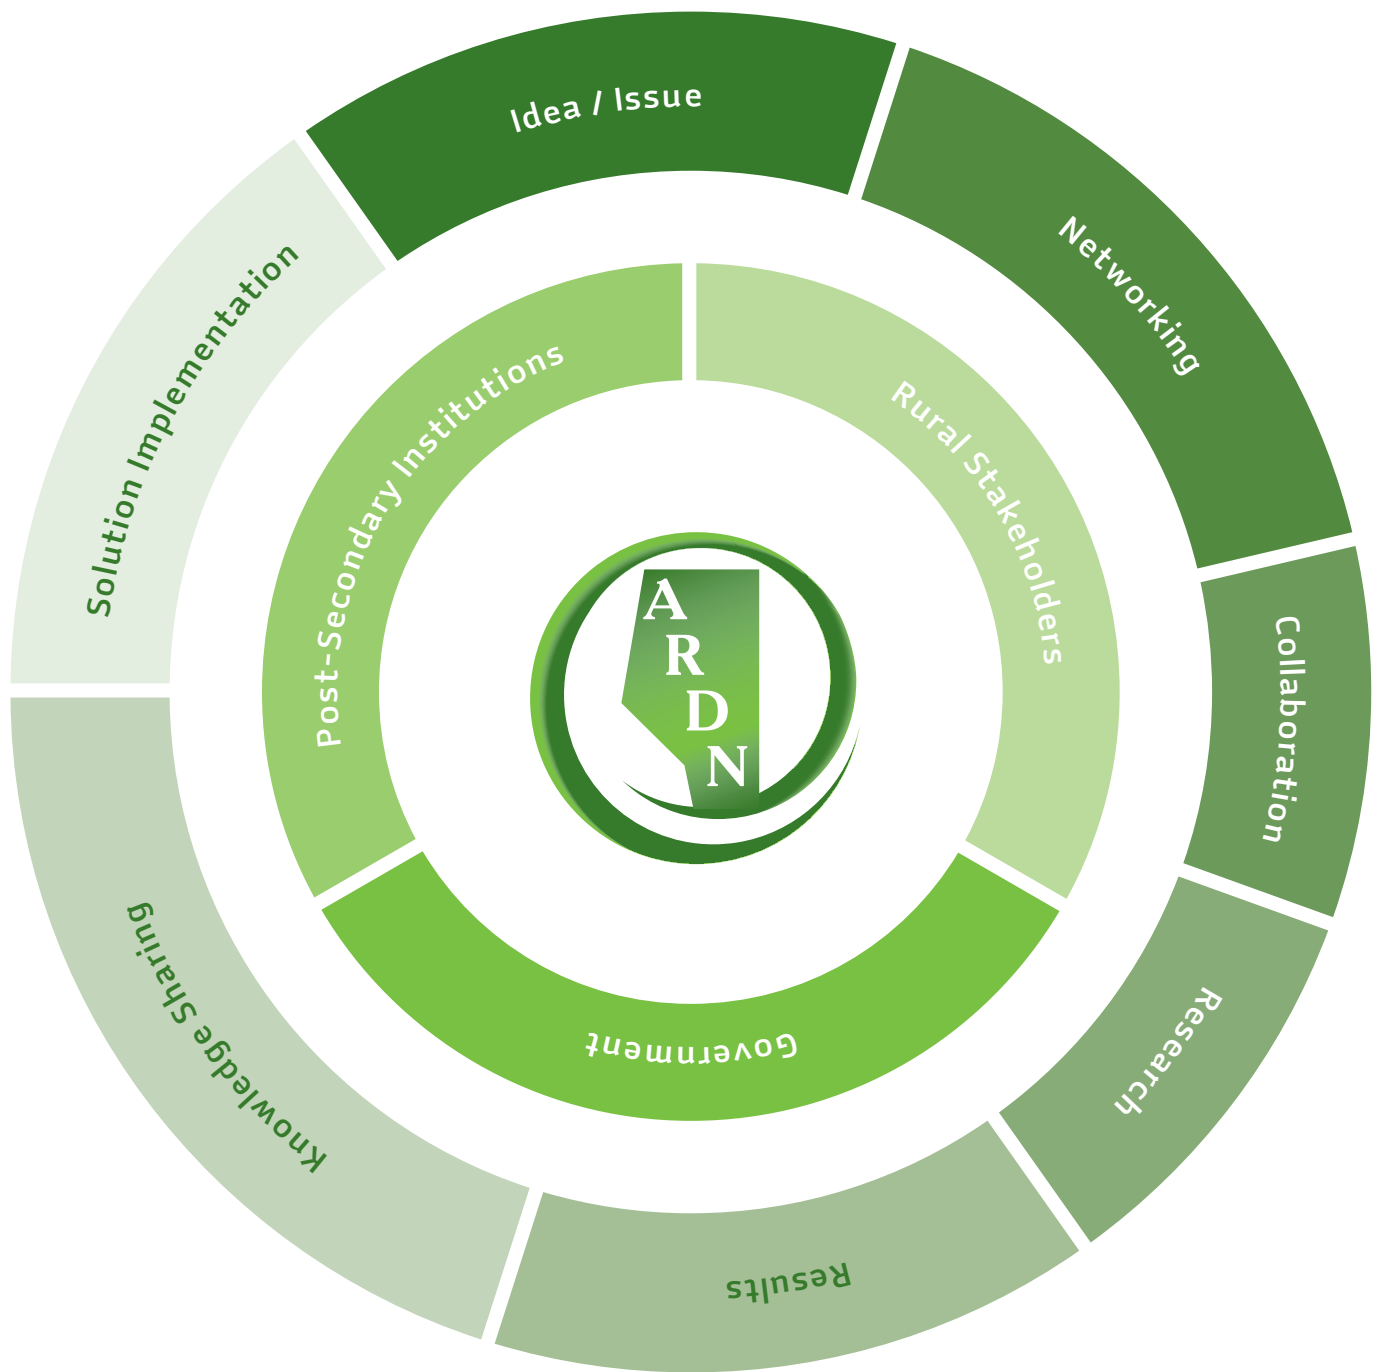 Idea / Issue
Networking
Collaboration
Research
Results
Knowledge Sharing
Solution Implementation
Post-Secondary Institutions
Rural Stakeholders
Government
A
R
D
N